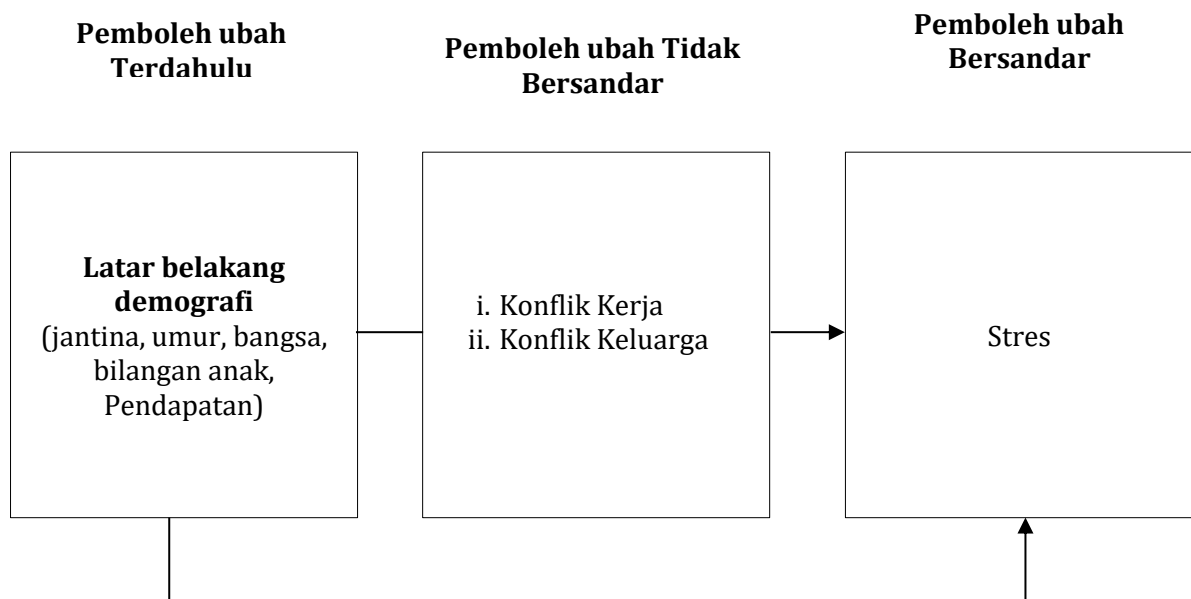 Pemboleh ubah
Terdahulu
Pemboleh ubah Tidak
Bersandar
Pemboleh ubah
Bersandar
Latar belakang
demografi
(jantina, umur, bangsa,
bilangan anak,
Pendapatan)
i. Konflik Kerja
ii. Konflik Keluarga
Stres